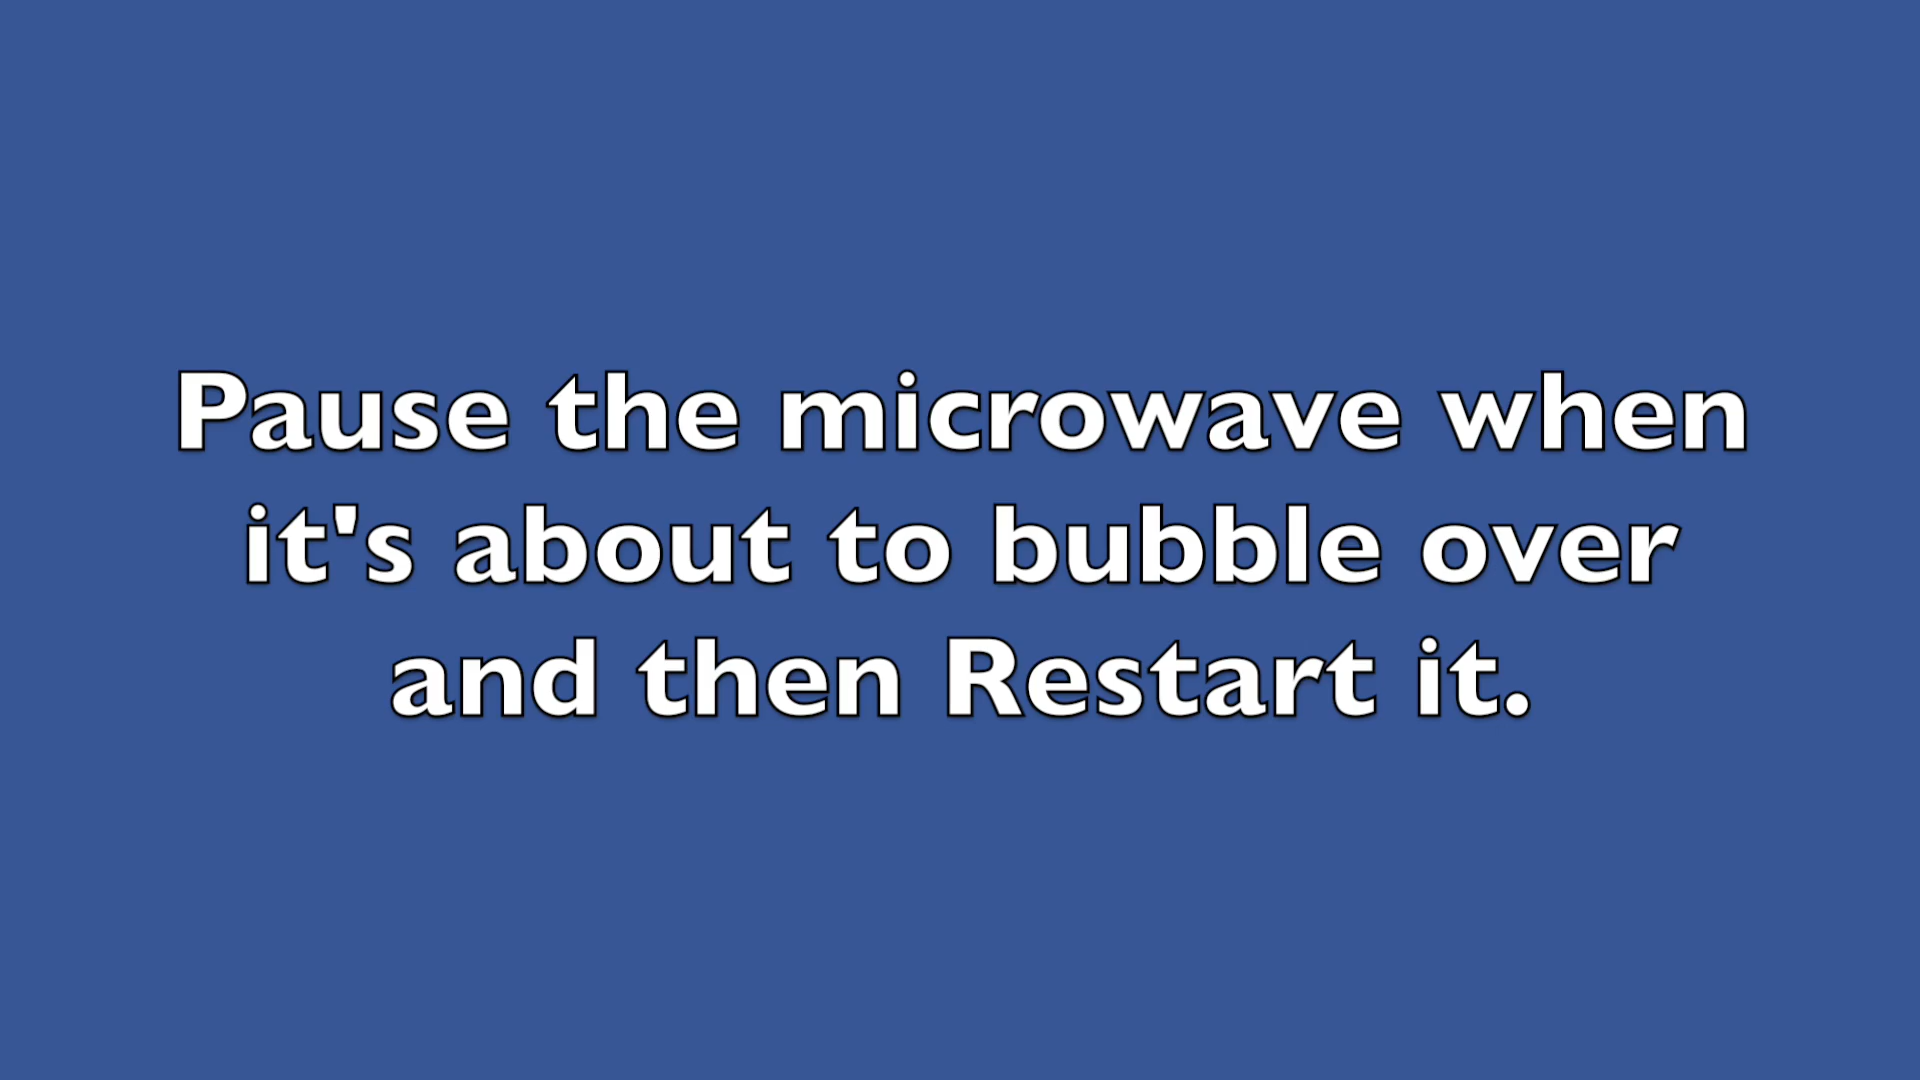 Pause the microwave when
it's about to bubble over
and then Restart it.